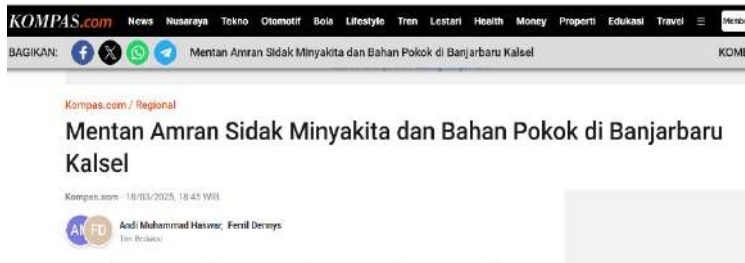 KOMPAS.com News Nusaraya Tekno Otomotif Bola Lifestyle Tren Lestari Health Money Properti Edukasi Travel
BAGIKAN: Mentan Amran Sidak Minyakita dan Bahan Pokok di Banjarbaru Kalsel
Kompas.com / Regional
Mentan Amran Sidak Minyakita dan Bahan Pokok di Banjarbaru
Kalsel
Kompas.com - 18/03/2025, 18:45 WIB
AM FD Andi Muhammad Haswar, Ferril Dennys
Tim Redaksi